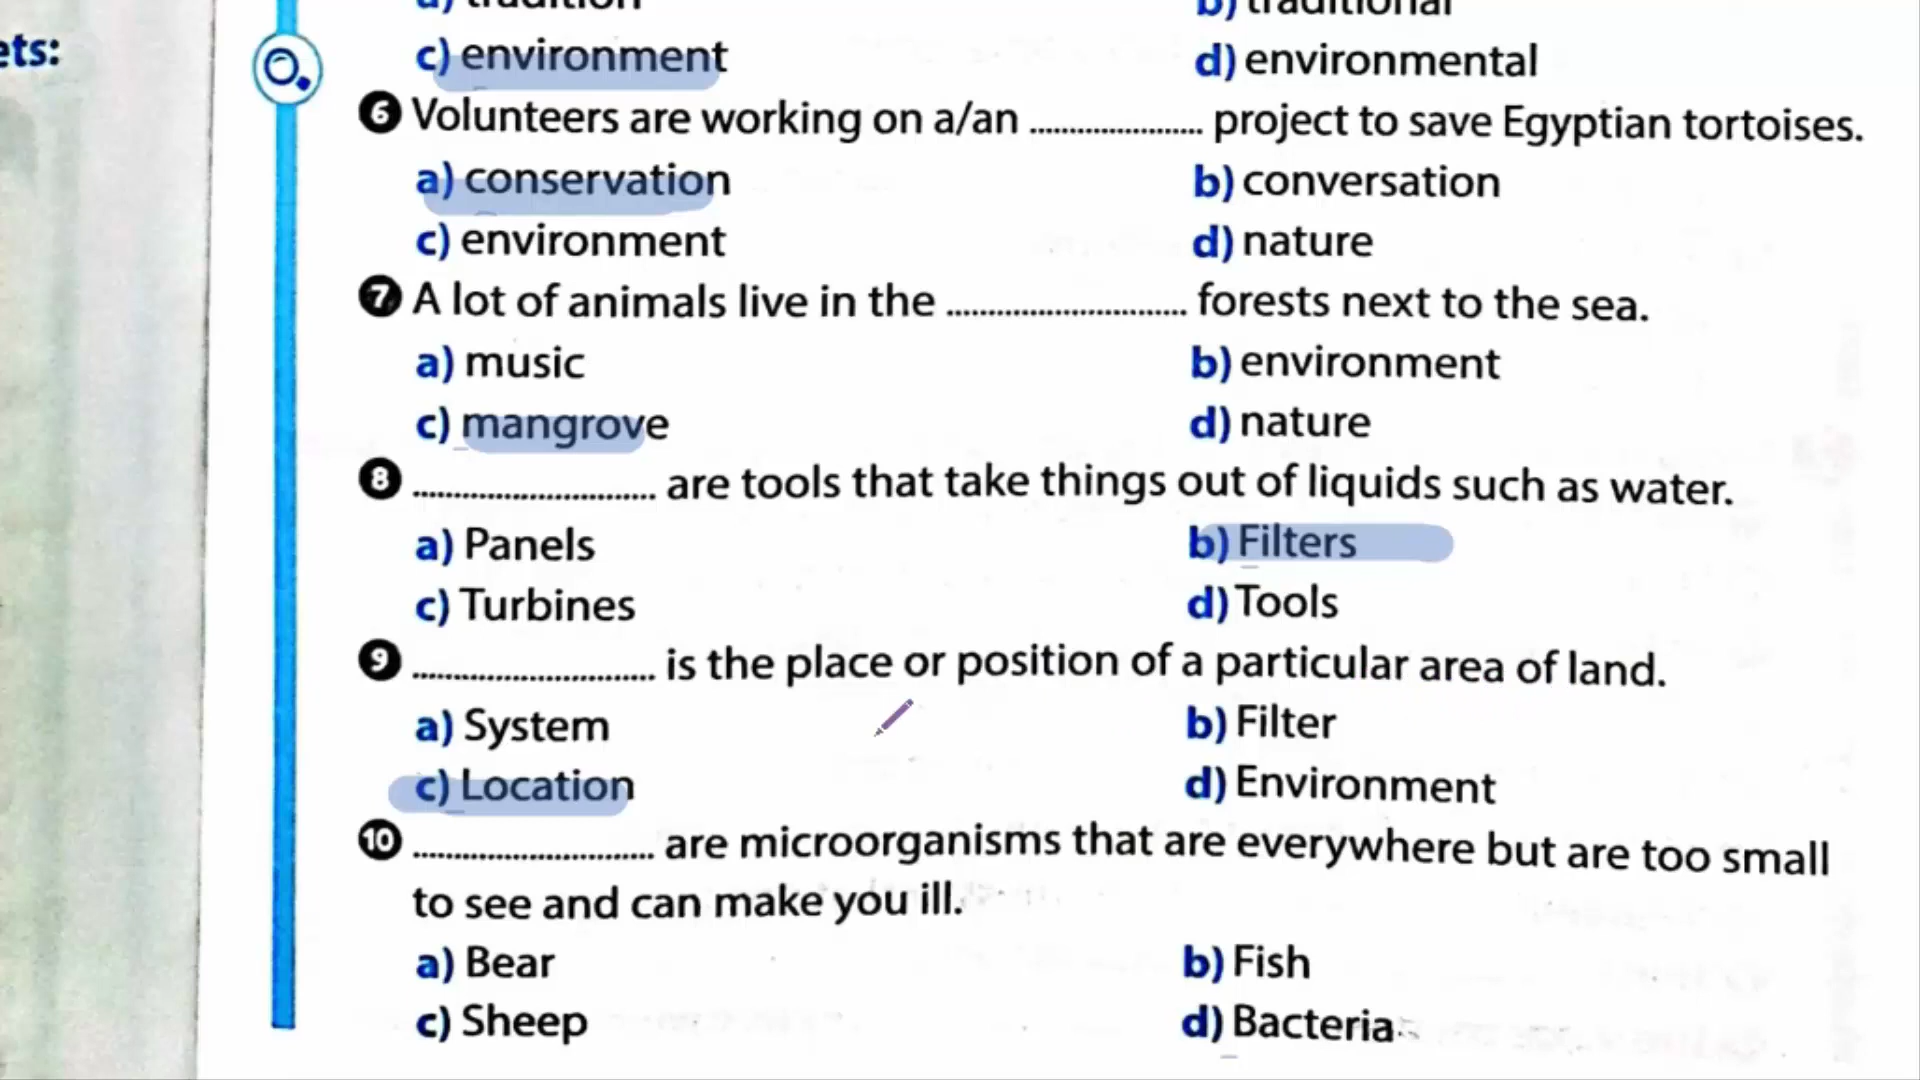 ets:
a) tradition b) traditional
c) environment d) environmental
6 Volunteers are working on a/an ...................... project to save Egyptian tortoises.
a) conservation b) conversation
c) environment d) nature
7 A lot of animals live in the ............................. forests next to the sea.
a) music b) environment
c) mangrove d) nature
8 ............................. are tools that take things out of liquids such as water.
a) Panels b) Filters
c) Turbines d) Tools
9 ............................. is the place or position of a particular area of land.
a) System b) Filter
c) Location d) Environment
10 ............................. are microorganisms that are everywhere but are too small
to see and can make you ill.
a) Bear b) Fish
c) Sheep d) Bacteria